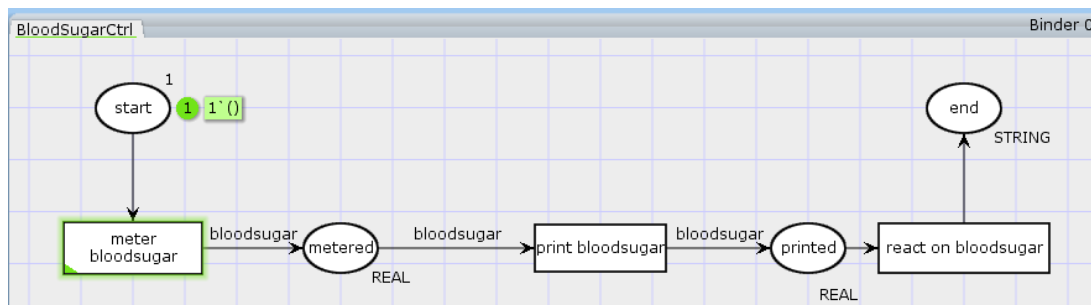 BloodSugarCtrl
Binder 0
1
start
1
1`()
end
STRING
meter
bloodsugar
bloodsugar
metered
REAL
bloodsugar
print bloodsugar
bloodsugar
printed
REAL
react on bloodsugar